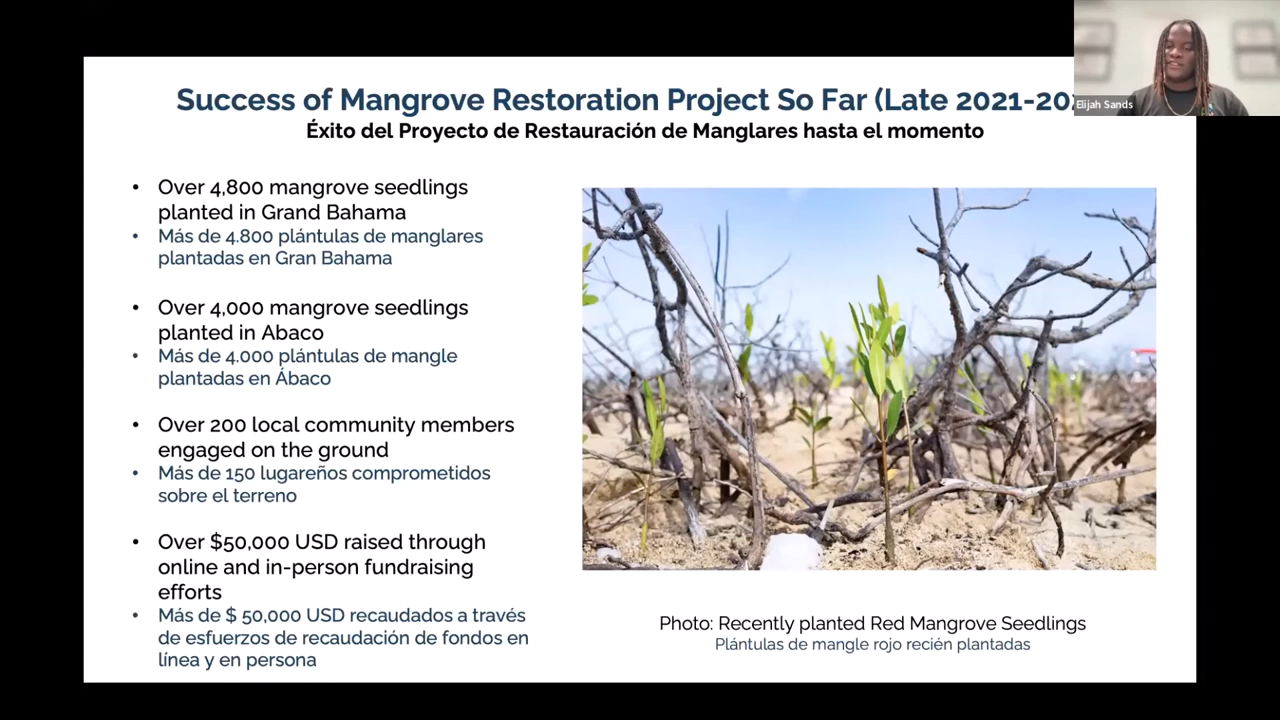 Success of Mangrove Restoration Project So Far (Late 2021-20
Éxito del Proyecto de Restauración de Manglares hasta el momento
Elijah Sands
• Over 4,800 mangrove seedlings
planted in Grand Bahama
• Más de 4.800 plántulas de manglares
plantadas en Gran Bahama
• Over 4,000 mangrove seedlings
planted in Abaco
• Más de 4.000 plántulas de mangle
plantadas en Ábaco
• Over 200 local community members
engaged on the ground
• Más de 150 lugareños comprometidos
sobre el terreno
• Over $50,000 USD raised through
online and in-person fundraising
efforts
• Más de $ 50,000 USD recaudados a través
de esfuerzos de recaudación de fondos en
línea y en persona
Photo: Recently planted Red Mangrove Seedlings
Plántulas de mangle rojo recién plantadas